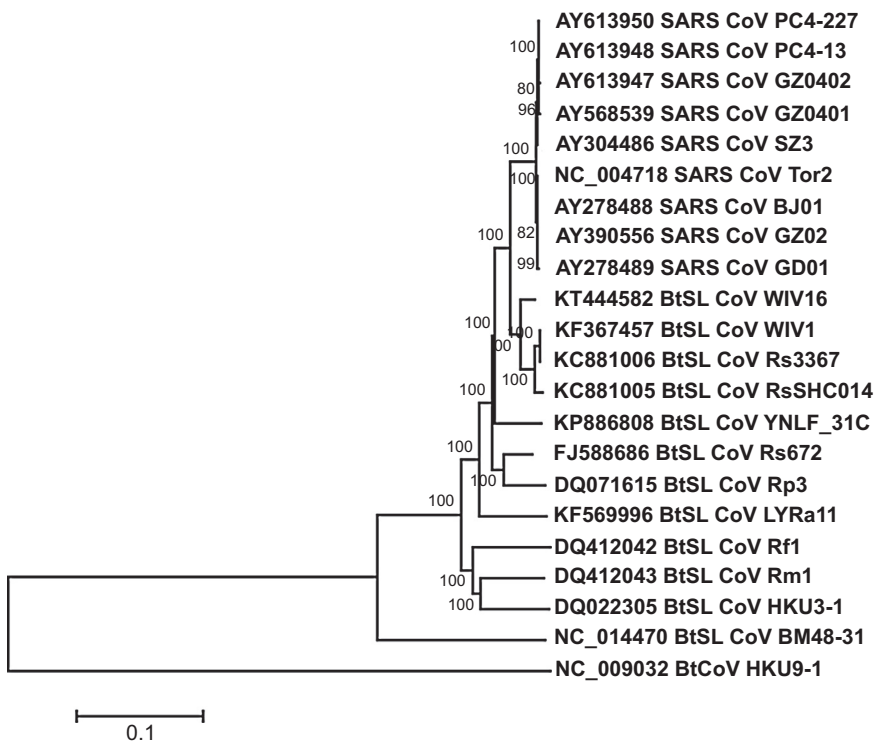 AY613950 SARS CoV PC4-227
100
AY613948 SARS CoV PC4-13
80
AY613947 SARS CoV GZ0402
96
AY568539 SARS CoV GZ0401
AY304486 SARS CoV SZ3
100
NC_004718 SARS CoV Tor2
100
AY278488 SARS CoV BJ01
82
AY390556 SARS CoV GZ02
100
99
AY278489 SARS CoV GD01
KT444582 BtSL CoV WIV16
100
100
KF367457 BtSL CoV WIV1
00
KC881006 BtSL CoV Rs3367
100
100
KC881005 BtSL CoV RsSHC014
KP886808 BtSL CoV YNLF_31C
100
FJ588686 BtSL CoV Rs672
100
DQ071615 BtSL CoV Rp3
100
KF569996 BtSL CoV LYRa11
DQ412042 BtSL CoV Rf1
100
DQ412043 BtSL CoV Rm1
100
DQ022305 BtSL CoV HKU3-1
NC_014470 BtSL CoV BM48-31
NC_009032 BtCoV HKU9-1
0.1